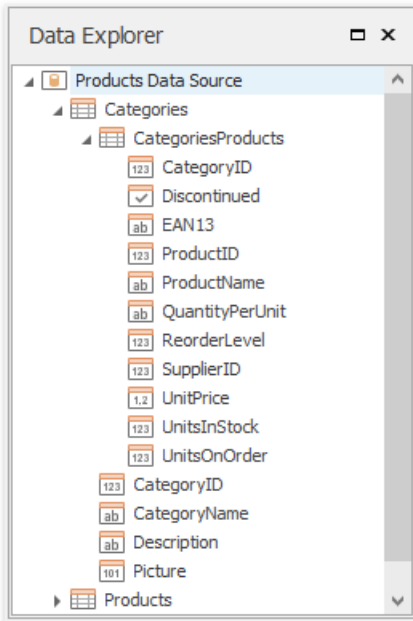 Data Explorer
Products Data Source
Categories
CategoriesProducts
123 CategoryID
Discontinued
ab EAN13
123 ProductID
ab ProductName
ab QuantityPerUnit
123 ReorderLevel
123 SupplierID
1,2 UnitPrice
123 UnitsInStock
123 UnitsOnOrder
123 CategoryID
ab CategoryName
ab Description
101 Picture
Products